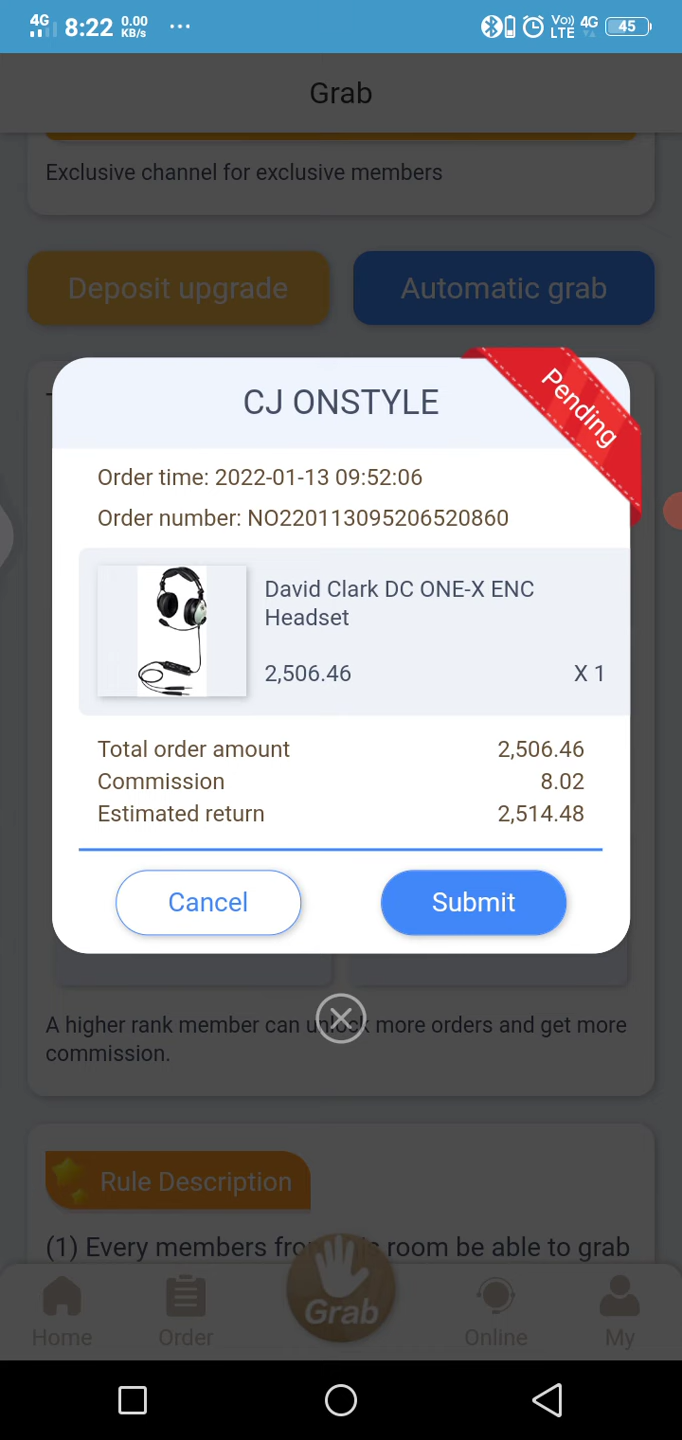 4G 8:22 0.00 KB/s ... Vo)) LTE 4G 45
Grab
Exclusive channel for exclusive members
Deposit upgrade Automatic grab
CJ ONSTYLE
Pending
Order time: 2022-01-13 09:52:06
Order number: NO220113095206520860
David Clark DC ONE-X ENC
Headset
2,506.46 X 1
Total order amount 2,506.46
Commission 8.02
Estimated return 2,514.48
Cancel Submit
A higher rank member can unlock more orders and get more
commission.
Rule Description
(1) Every members room be able to grab
Grab
Home Order Online My